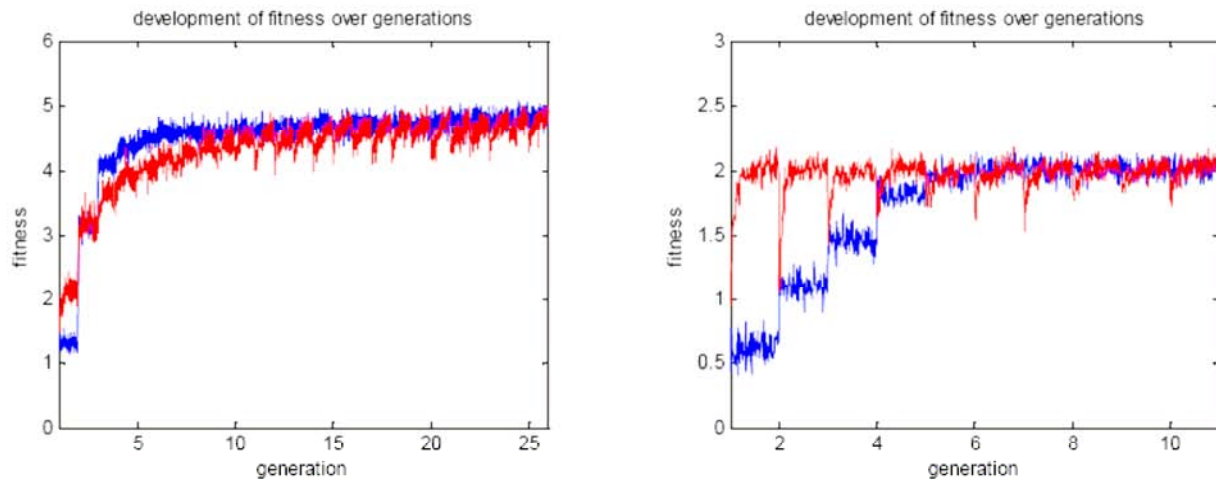 development of fitness over generations
6
5
4
3
2
1
0
fitness
5 10 15 20 25
generation
development of fitness over generations
3
2.5
2
1.5
1
0.5
0
fitness
2 4 6 8 10
generation